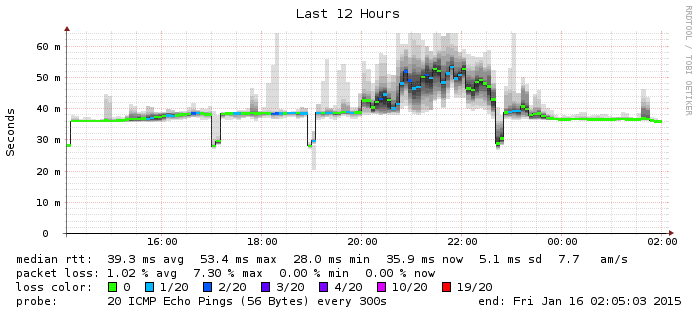 Last 12 Hours
RRDTOOL / TOBI OETIKER
Seconds
60 m
50 m
40 m
30 m
20 m
10 m
0
16:00 18:00 20:00 22:00 00:00 02:00
median rtt: 39.3 ms avg 53.4 ms max 28.0 ms min 35.9 ms now 5.1 ms sd 7.7 am/s
packet loss: 1.02 % avg 7.30 % max 0.00 % min 0.00 % now
loss color: 0 1/20 2/20 3/20 4/20 10/20 19/20
probe: 20 ICMP Echo Pings (56 Bytes) every 300s end: Fri Jan 16 02:05:03 2015